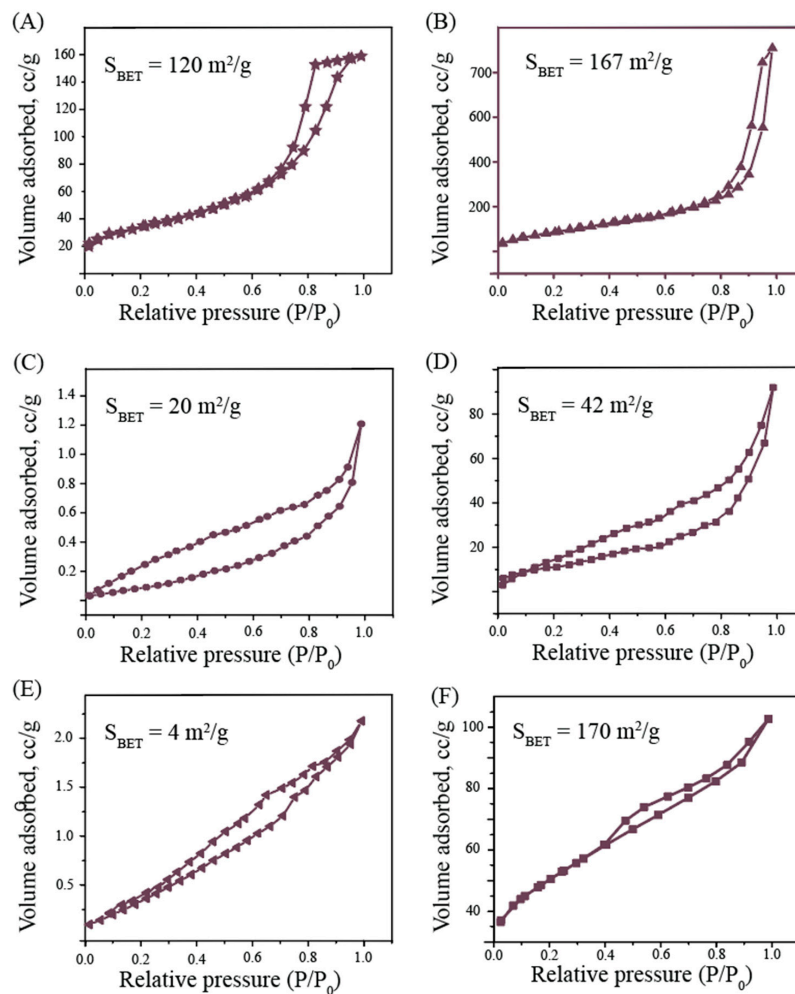 (A)
S_BET = 120 m²/g
Volume adsorbed, cc/g
160
140
120
100
80
60
40
20
0.0 0.2 0.4 0.6 0.8 1.0
Relative pressure (P/P₀)
(B)
S_BET = 167 m²/g
Volume adsorbed, cc/g
700
400
200
0.0 0.2 0.4 0.6 0.8 1.0
Relative pressure (P/P₀)
(C)
S_BET = 20 m²/g
Volume adsorbed, cc/g
1.4
1.2
0.8
0.6
0.4
0.2
0.0 0.2 0.4 0.6 0.8 1.0
Relative pressure (P/P₀)
(D)
S_BET = 42 m²/g
Volume adsorbed, cc/g
80
60
40
20
0.0 0.2 0.4 0.6 0.8 1.0
Relative pressure (P/P₀)
(E)
S_BET = 4 m²/g
Volume adsorbed, cc/g
2.0
1.5
1.0
0.5
0.0 0.2 0.4 0.6 0.8 1.0
Relative pressure (P/P₀)
(F)
S_BET = 170 m²/g
Volume adsorbed, cc/g
100
80
60
40
0.0 0.2 0.4 0.6 0.8 1.0
Relative pressure (P/P₀)